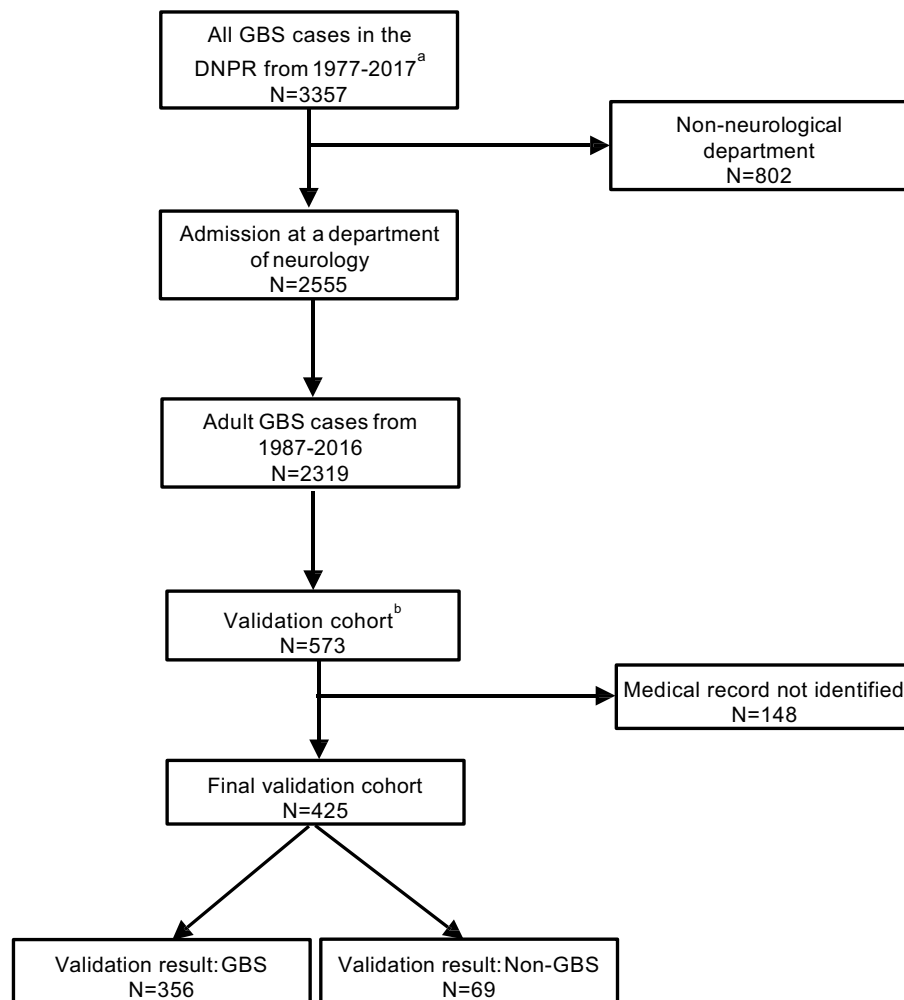 All GBS cases in the
DNPR from 1977-2017a
N=3357
Non-neurological
department
N=802
Admission at a department
of neurology
N=2555
Adult GBS cases from
1987-2016
N=2319
Validation cohortb
N=573
Medical record not identified
N=148
Final validation cohort
N=425
Validation result: GBS
N=356
Validation result: Non-GBS
N=69